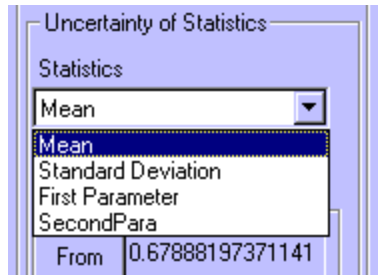 Uncertainty of Statistics
Statistics
Mean
Mean
Standard Deviation
First Parameter
SecondPara
From 0.67888197371141